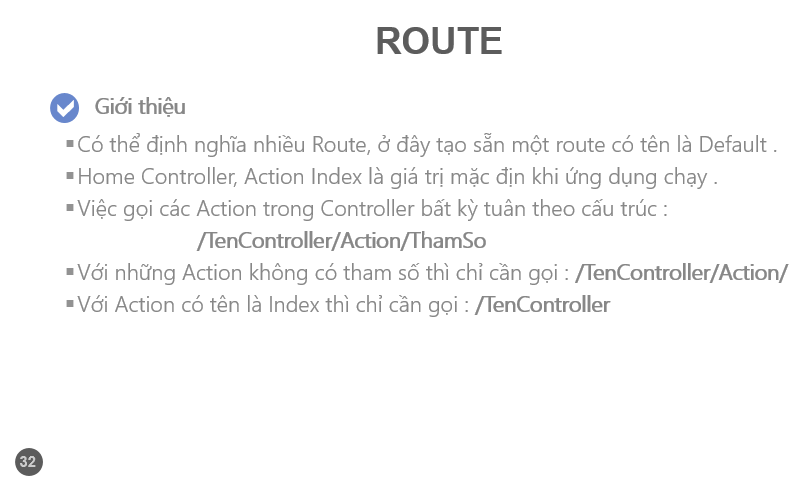 ROUTE
Giới thiệu
▪Có thể định nghĩa nhiều Route, ở đây tạo sẵn một route có tên là Default .
▪Home Controller, Action Index là giá trị mặc địn khi ứng dụng chạy .
▪Việc gọi các Action trong Controller bất kỳ tuân theo cấu trúc :
/TenController/Action/ThamSo
▪Với những Action không có tham số thì chỉ cần gọi : /TenController/Action/
▪Với Action có tên là Index thì chỉ cần gọi : /TenController
32